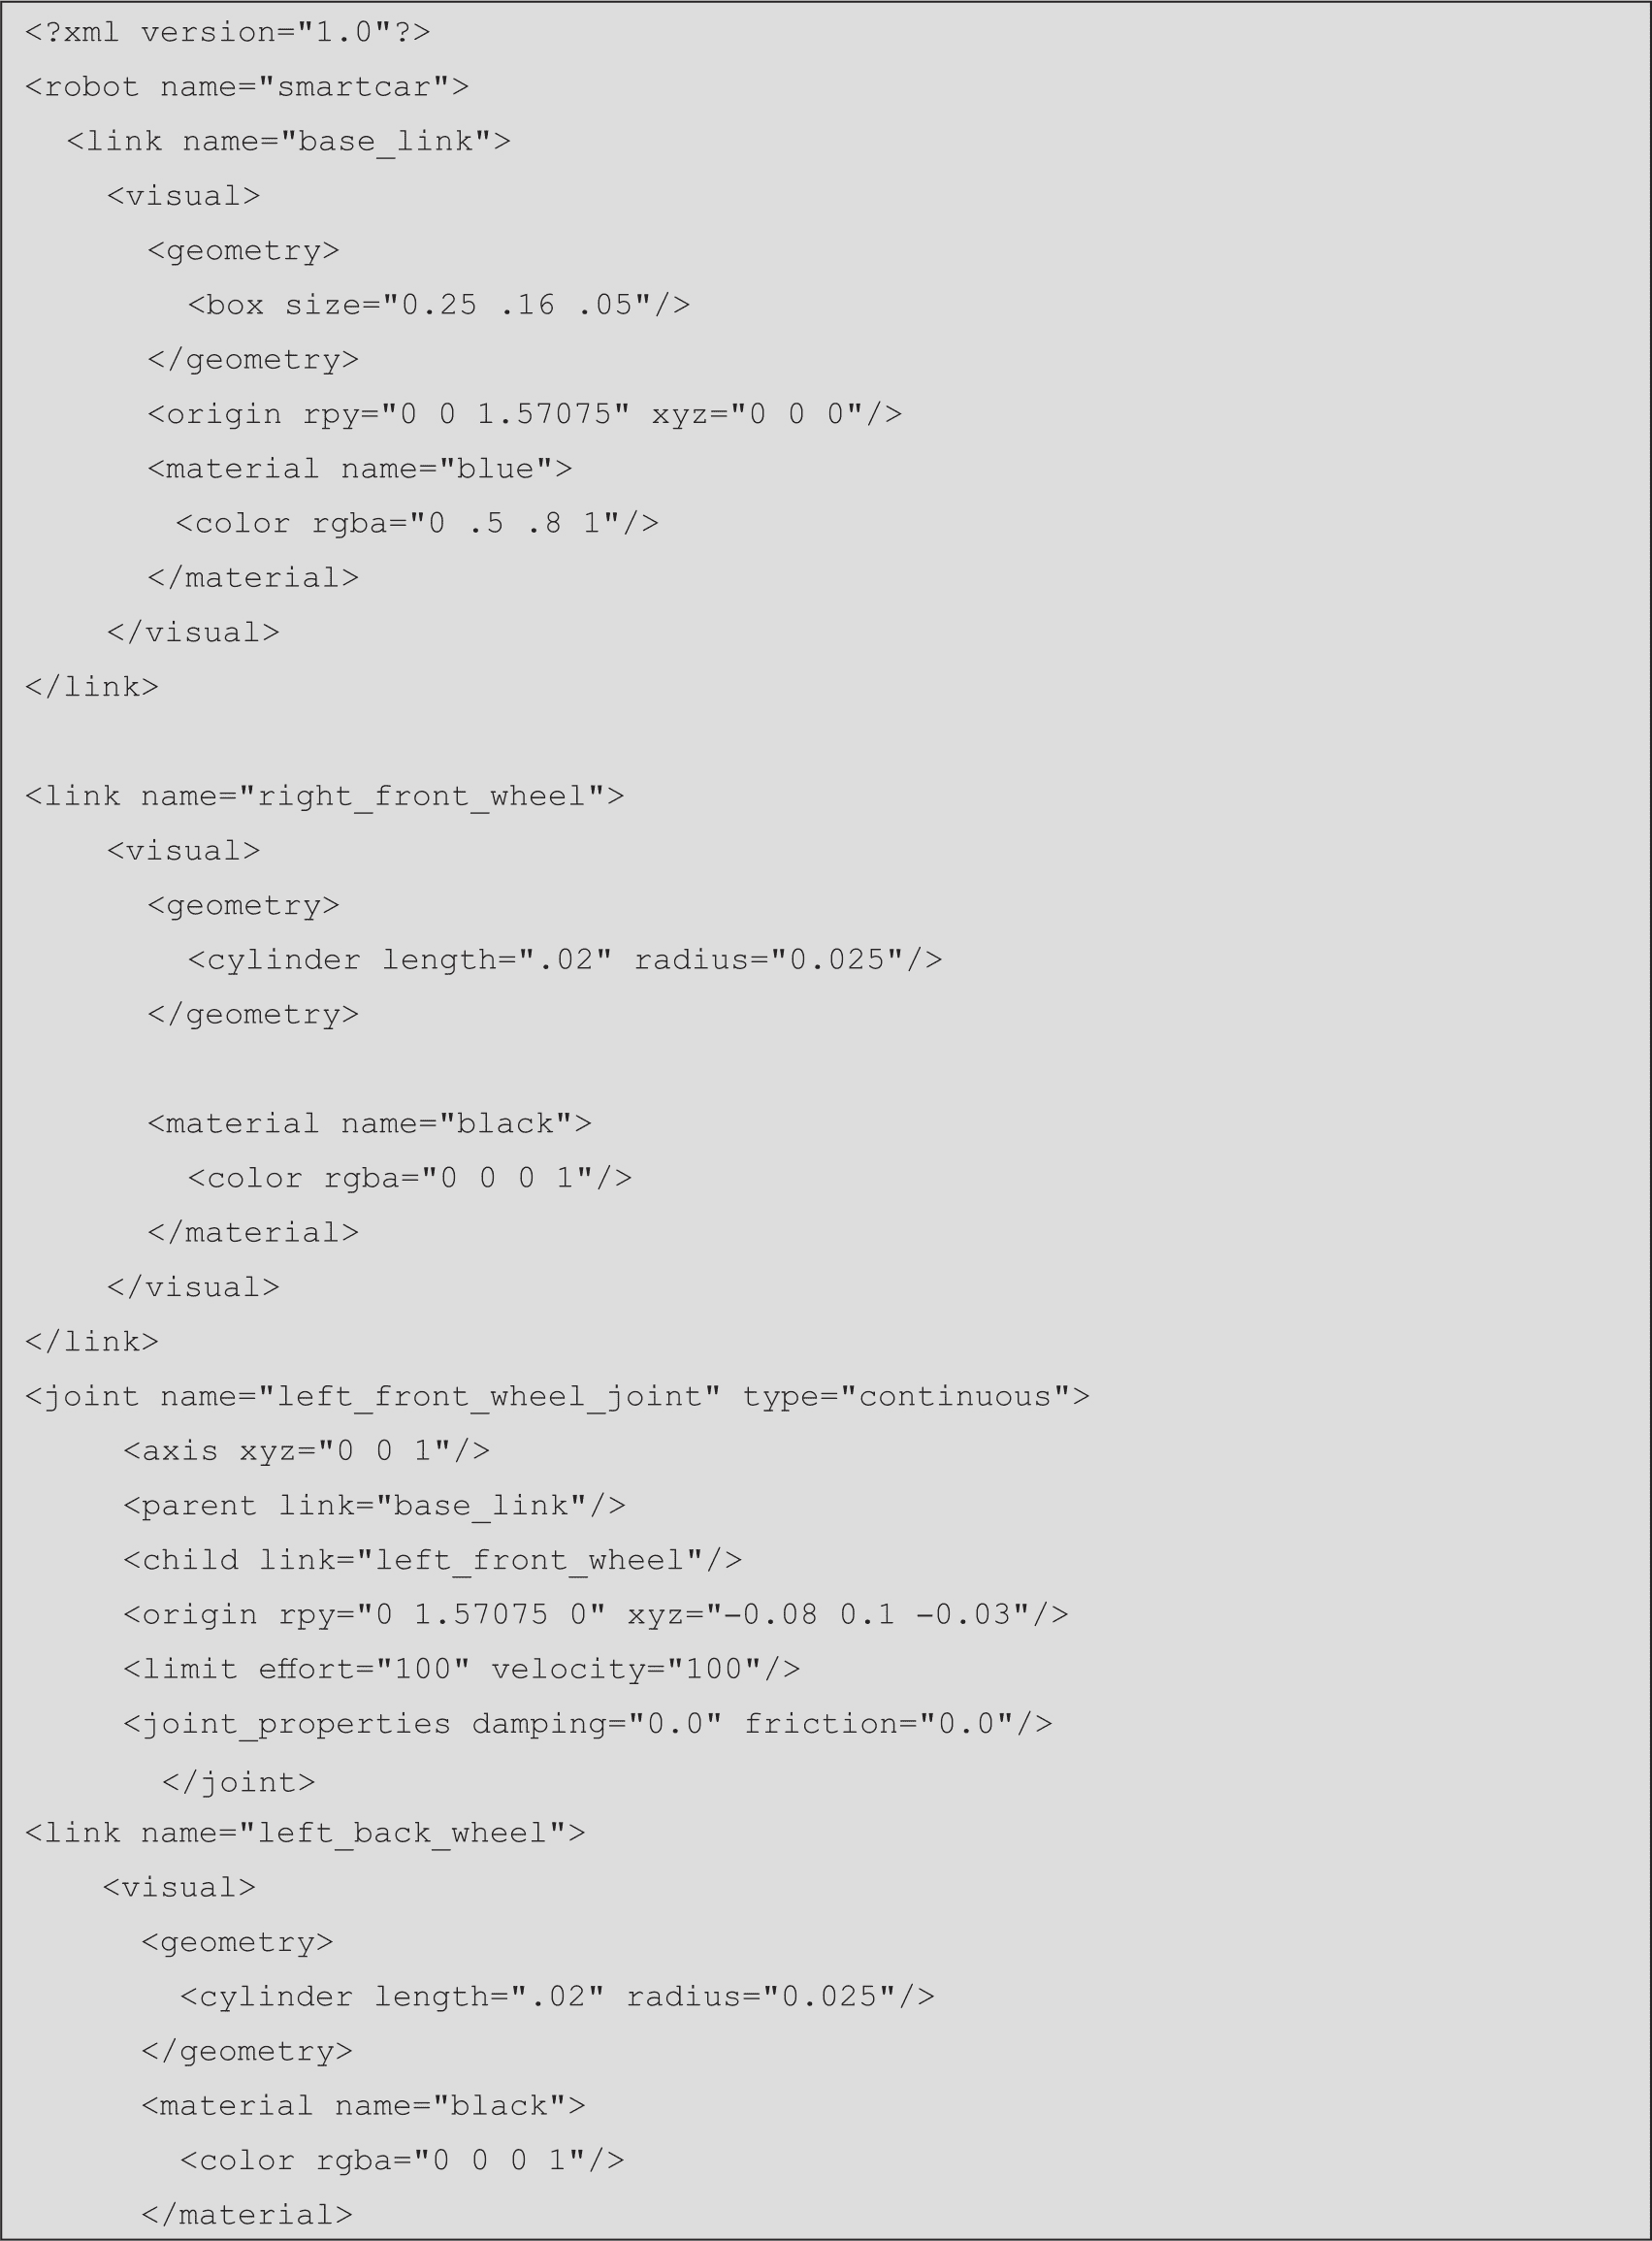 <?xml version="1.0"?>
<robot name="smartcar">
<link name="base_link">
<visual>
<geometry>
<box size="0.25 .16 .05"/>
</geometry>
<origin rpy="0 0 1.57075" xyz="0 0 0"/>
<material name="blue">
<color rgba="0 .5 .8 1"/>
</material>
</visual>
</link>
<link name="right_front_wheel">
<visual>
<geometry>
<cylinder length=".02" radius="0.025"/>
</geometry>
<material name="black">
<color rgba="0 0 0 1"/>
</material>
</visual>
</link>
<joint name="left_front_wheel_joint" type="continuous">
<axis xyz="0 0 1"/>
<parent link="base_link"/>
<child link="left_front_wheel"/>
<origin rpy="0 1.57075 0" xyz="-0.08 0.1 -0.03"/>
<limit effort="100" velocity="100"/>
<joint_properties damping="0.0" friction="0.0"/>
</joint>
<link name="left_back_wheel">
<visual>
<geometry>
<cylinder length=".02" radius="0.025"/>
</geometry>
<material name="black">
<color rgba="0 0 0 1"/>
</material>